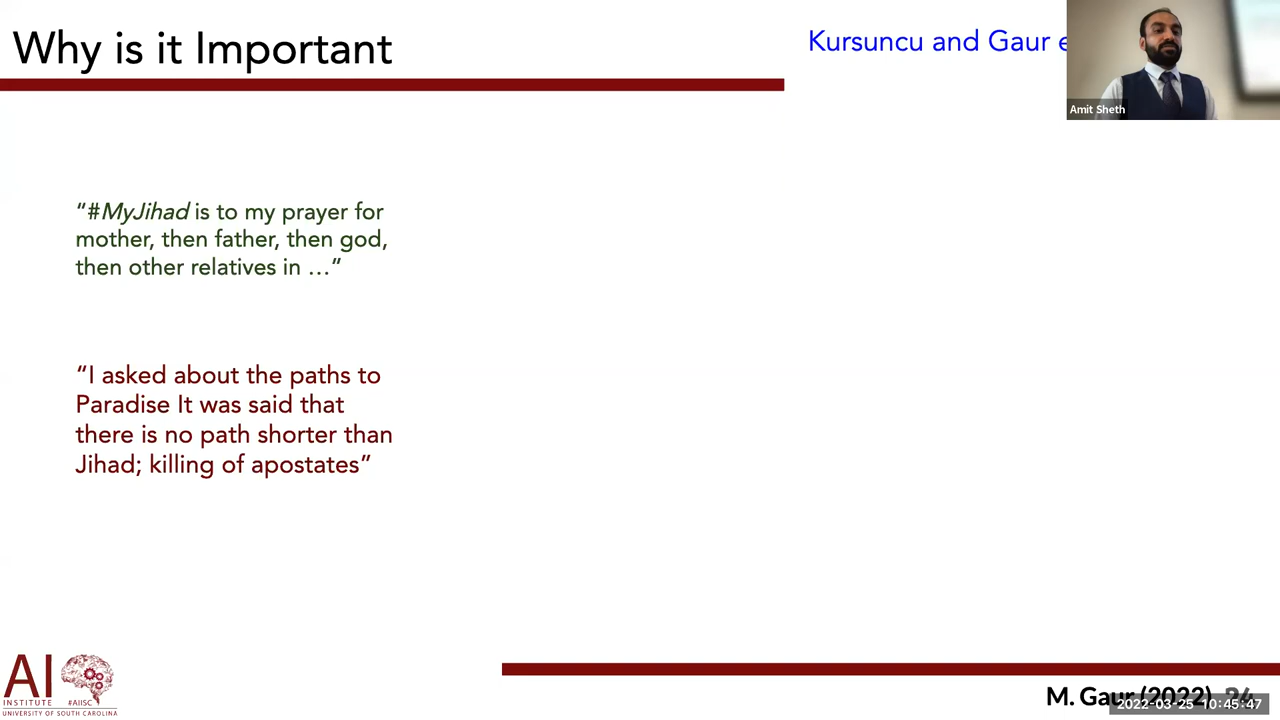 Why is it Important
Kursuncu and Gaur
Amit Sheth
“#MyJihad is to my prayer for
mother, then father, then god,
then other relatives in …”
“I asked about the paths to
Paradise It was said that
there is no path shorter than
Jihad; killing of apostates”
AI
INSTITUTE #AIISC
UNIVERSITY OF SOUTH CAROLINA
M. Gaur (2022) 24
2022-03-25 10:45:47